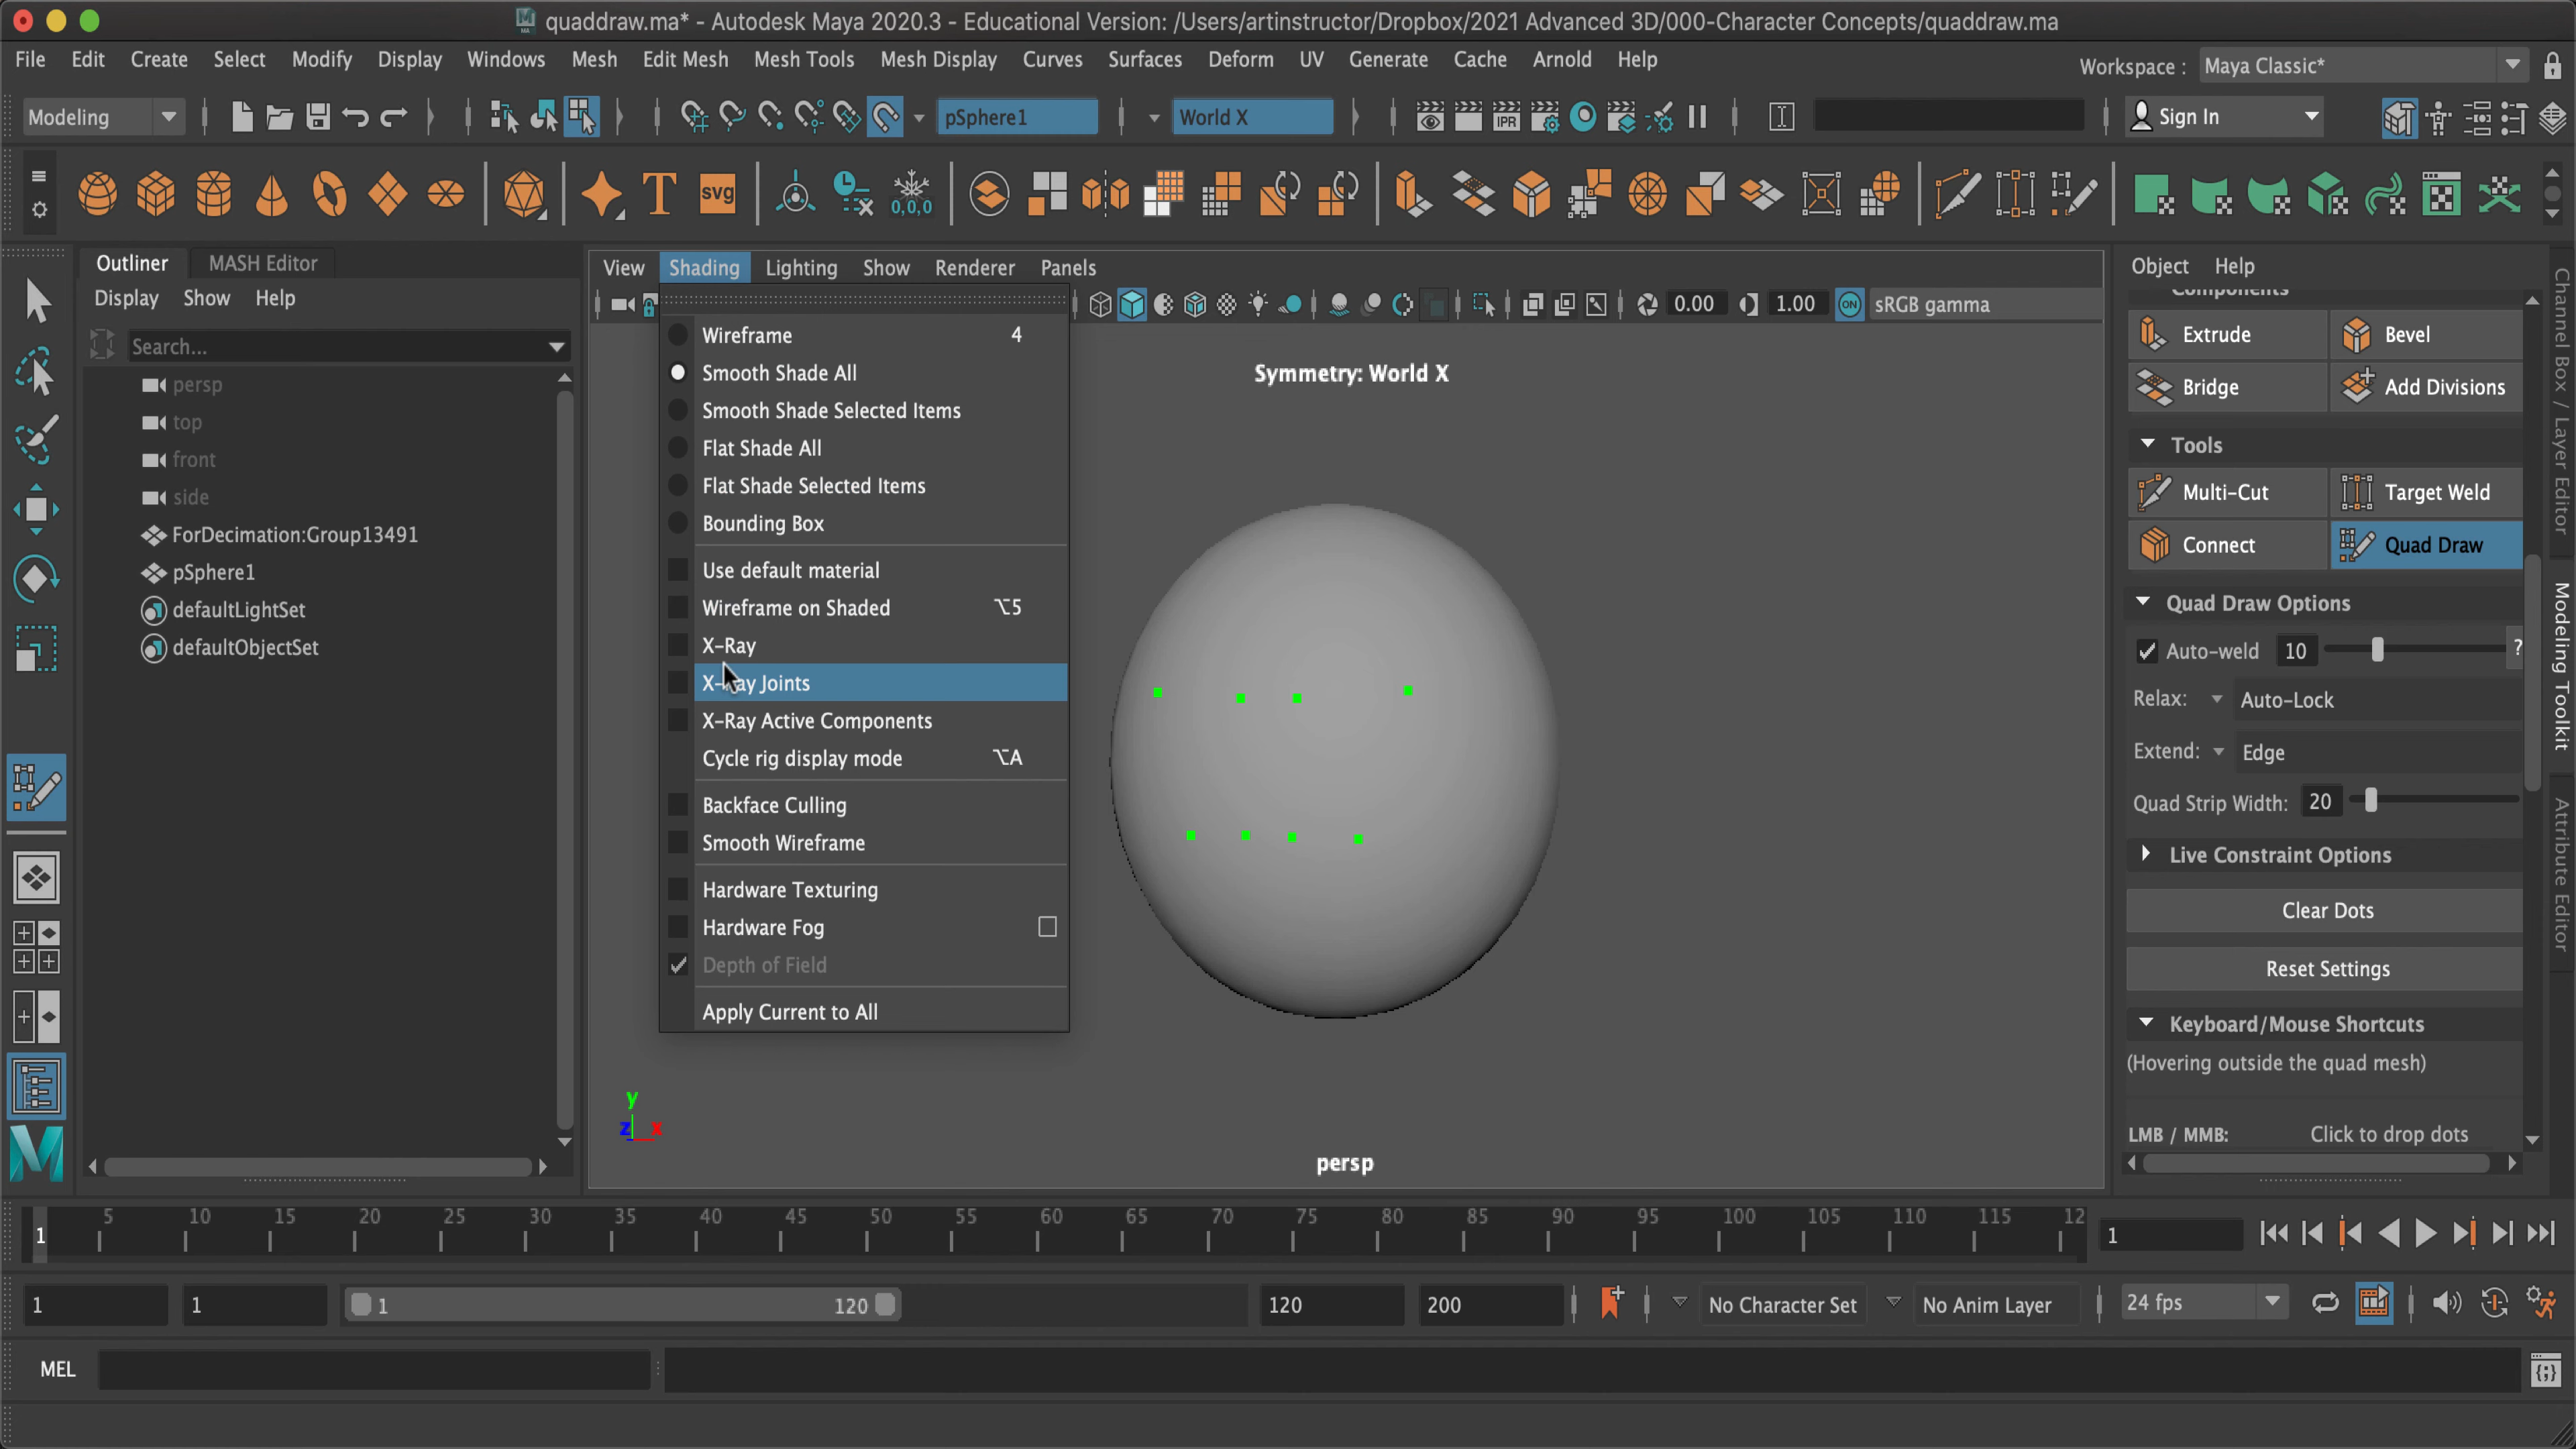 quaddraw.ma* - Autodesk Maya 2020.3 - Educational Version: /Users/artinstructor/Dropbox/2021 Advanced 3D/000-Character Concepts/quaddraw.ma
File Edit Create Select Modify Display Windows Mesh Edit Mesh Mesh Tools Mesh Display Curves Surfaces Deform UV Generate Cache Arnold Help
Workspace : Maya Classic*
Modeling
pSphere1
World X
IPR
Sign In
T
svg
0,0,0
Outliner MASH Editor
Display Show Help
Search...
persp
top
front
side
ForDecimation:Group13491
pSphere1
defaultLightSet
defaultObjectSet
View Shading Lighting Show Renderer Panels
0.00 1.00 ON sRGB gamma
Wireframe 4
Smooth Shade All
Smooth Shade Selected Items
Flat Shade All
Flat Shade Selected Items
Bounding Box
Use default material
Wireframe on Shaded ⌥5
X-Ray
X-Ray Joints
X-Ray Active Components
Cycle rig display mode ⌥A
Backface Culling
Smooth Wireframe
Hardware Texturing
Hardware Fog
Depth of Field
Apply Current to All
Symmetry: World X
y
z x
persp
Object Help
Components
Extrude Bevel
Bridge Add Divisions
Tools
Multi-Cut Target Weld
Connect Quad Draw
Quad Draw Options
Auto-weld 10 ?
Relax: Auto-Lock
Extend: Edge
Quad Strip Width: 20
Live Constraint Options
Clear Dots
Reset Settings
Keyboard/Mouse Shortcuts
(Hovering outside the quad mesh)
LMB / MMB: Click to drop dots
Channel Box / Layer Editor
Modeling Toolkit
Attribute Editor
1 5 10 15 20 25 30 35 40 45 50 55 60 65 70 75 80 85 90 95 100 105 110 115 12
1
1 1 1 120 120 200 No Character Set No Anim Layer 24 fps
MEL